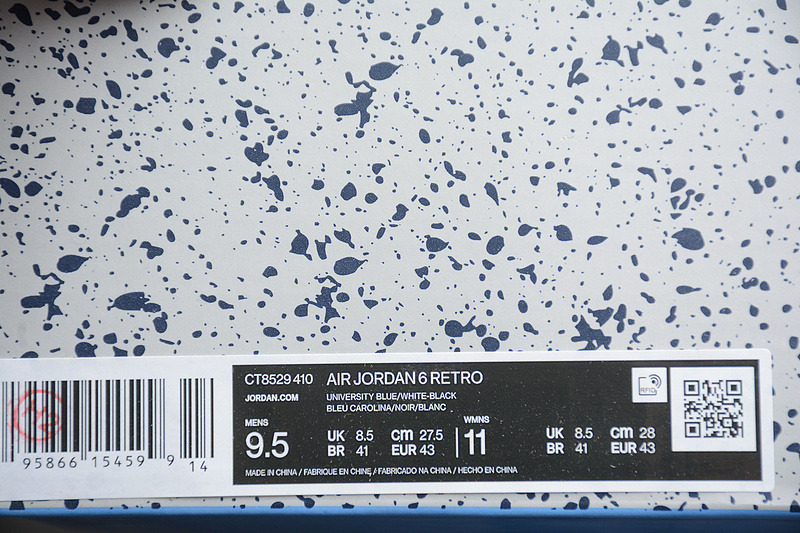 CT8529 410 AIR JORDAN 6 RETRO
JORDAN.COM UNIVERSITY BLUE/WHITE-BLACK
BLEU CAROLINA/NOIR/BLANC
MENS WMNS
9.5 UK 8.5 cm 27.5 11 UK 8.5 cm 28
BR 41 EUR 43 BR 41 EUR 43
MADE IN CHINA / FABRIQUE EN CHINE / FABRICADO NA CHINA / HECHO EN CHINA
RFID
95866 15459 9 14